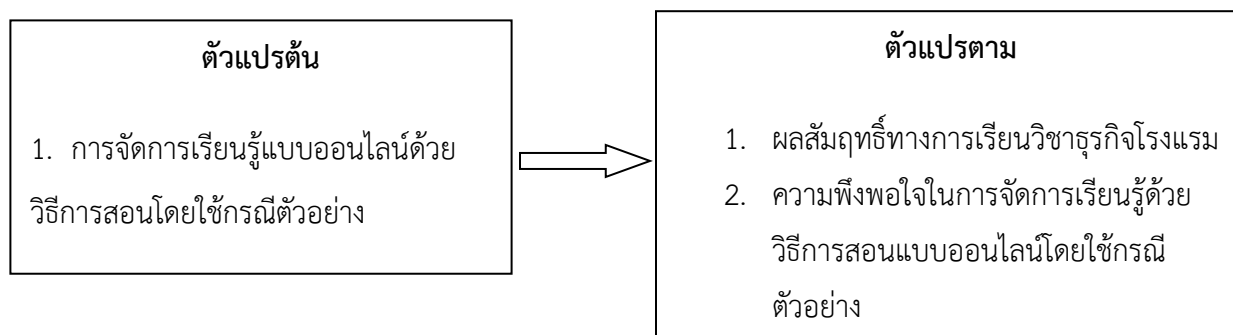 ตัวแปรต้น
1. การจัดการเรียนรู้แบบออนไลน์ด้วย
วิธีการสอนโดยใช้กรณีตัวอย่าง
ตัวแปรตาม
1. ผลสัมฤทธิ์ทางการเรียนวิชาธุรกิจโรงแรม
2. ความพึงพอใจในการจัดการเรียนรู้ด้วย
วิธีการสอนแบบออนไลน์โดยใช้กรณี
ตัวอย่าง